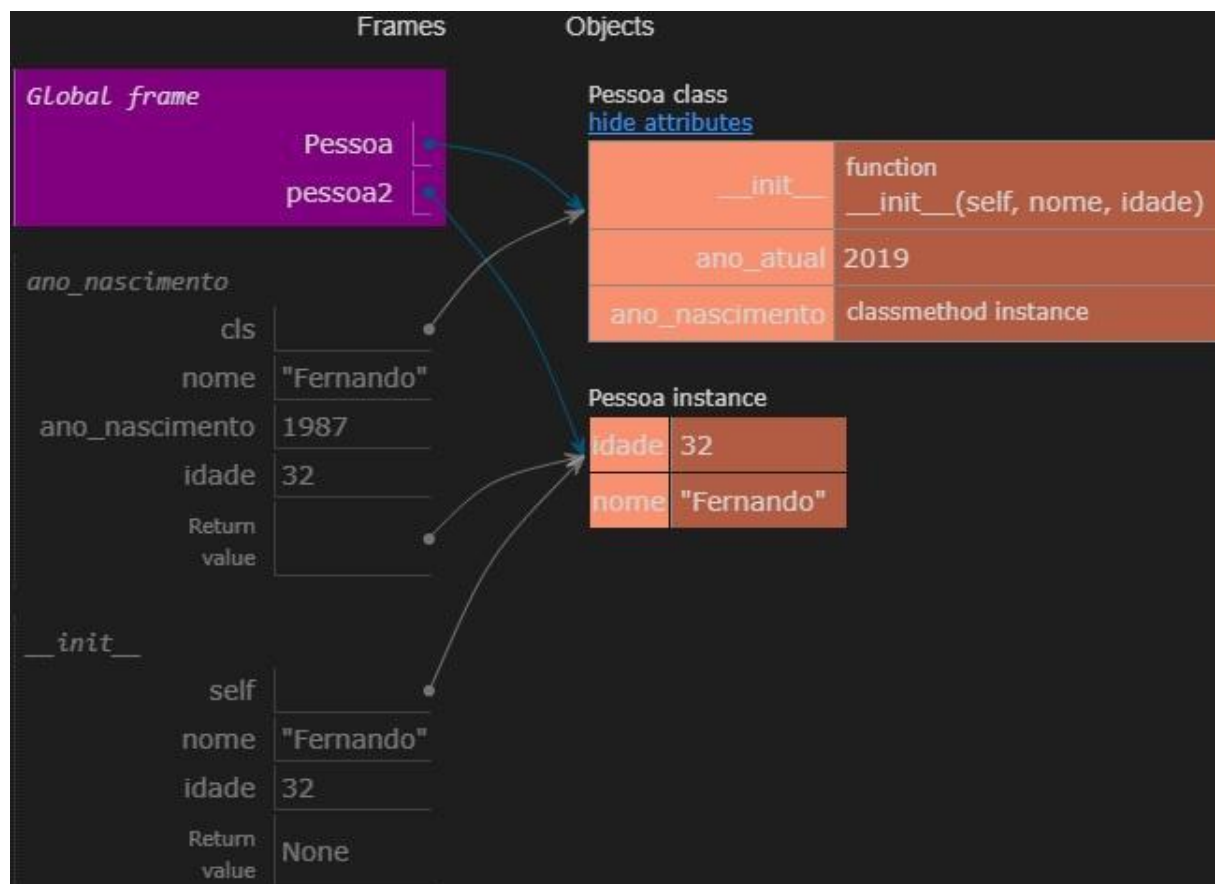 Frames
Objects
Global frame
Pessoa
pessoa2
ano_nascimento
cls
nome "Fernando"
ano_nascimento 1987
idade 32
Return
value
__init__
self
nome "Fernando"
idade 32
Return
value None
Pessoa class
hide attributes
__init__ function
__init__(self, nome, idade)
ano_atual 2019
ano_nascimento classmethod instance
Pessoa instance
idade 32
nome "Fernando"